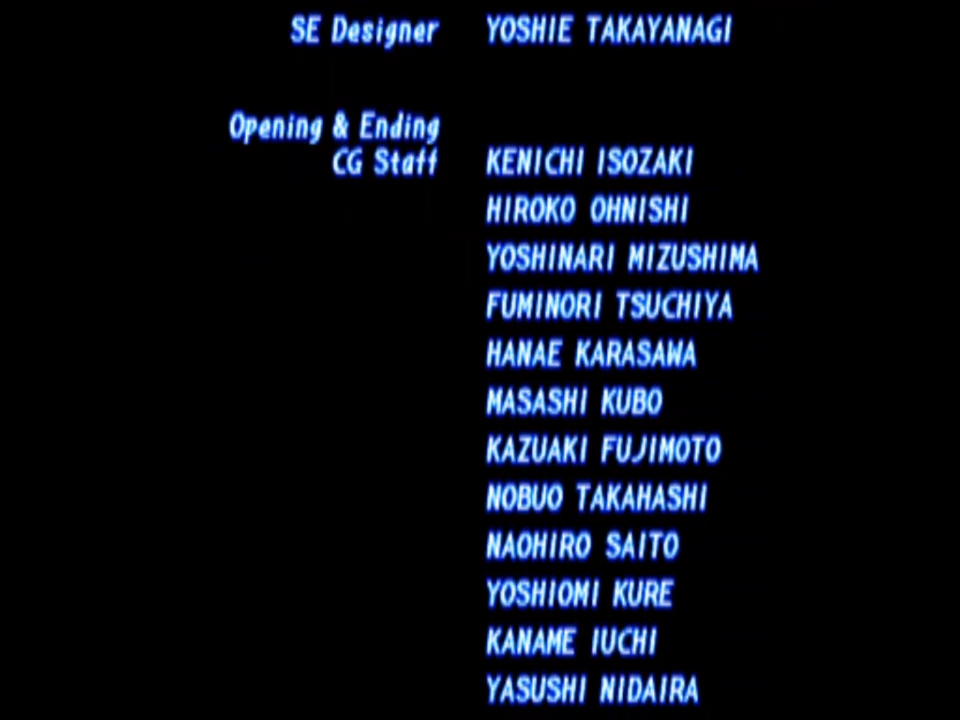 SE Designer YOSHIE TAKAYANAGI
Opening & Ending
CG Staff KENICHI ISOZAKI
HIROKO OHNISHI
YOSHINARI MIZUSHIMA
FUMINORI TSUCHIYA
HANAE KARASAWA
MASASHI KUBO
KAZUAKI FUJIMOTO
NOBUO TAKAHASHI
NAOHIRO SAITO
YOSHIOMI KURE
KANAME IUCHI
YASUSHI NIDAIRA